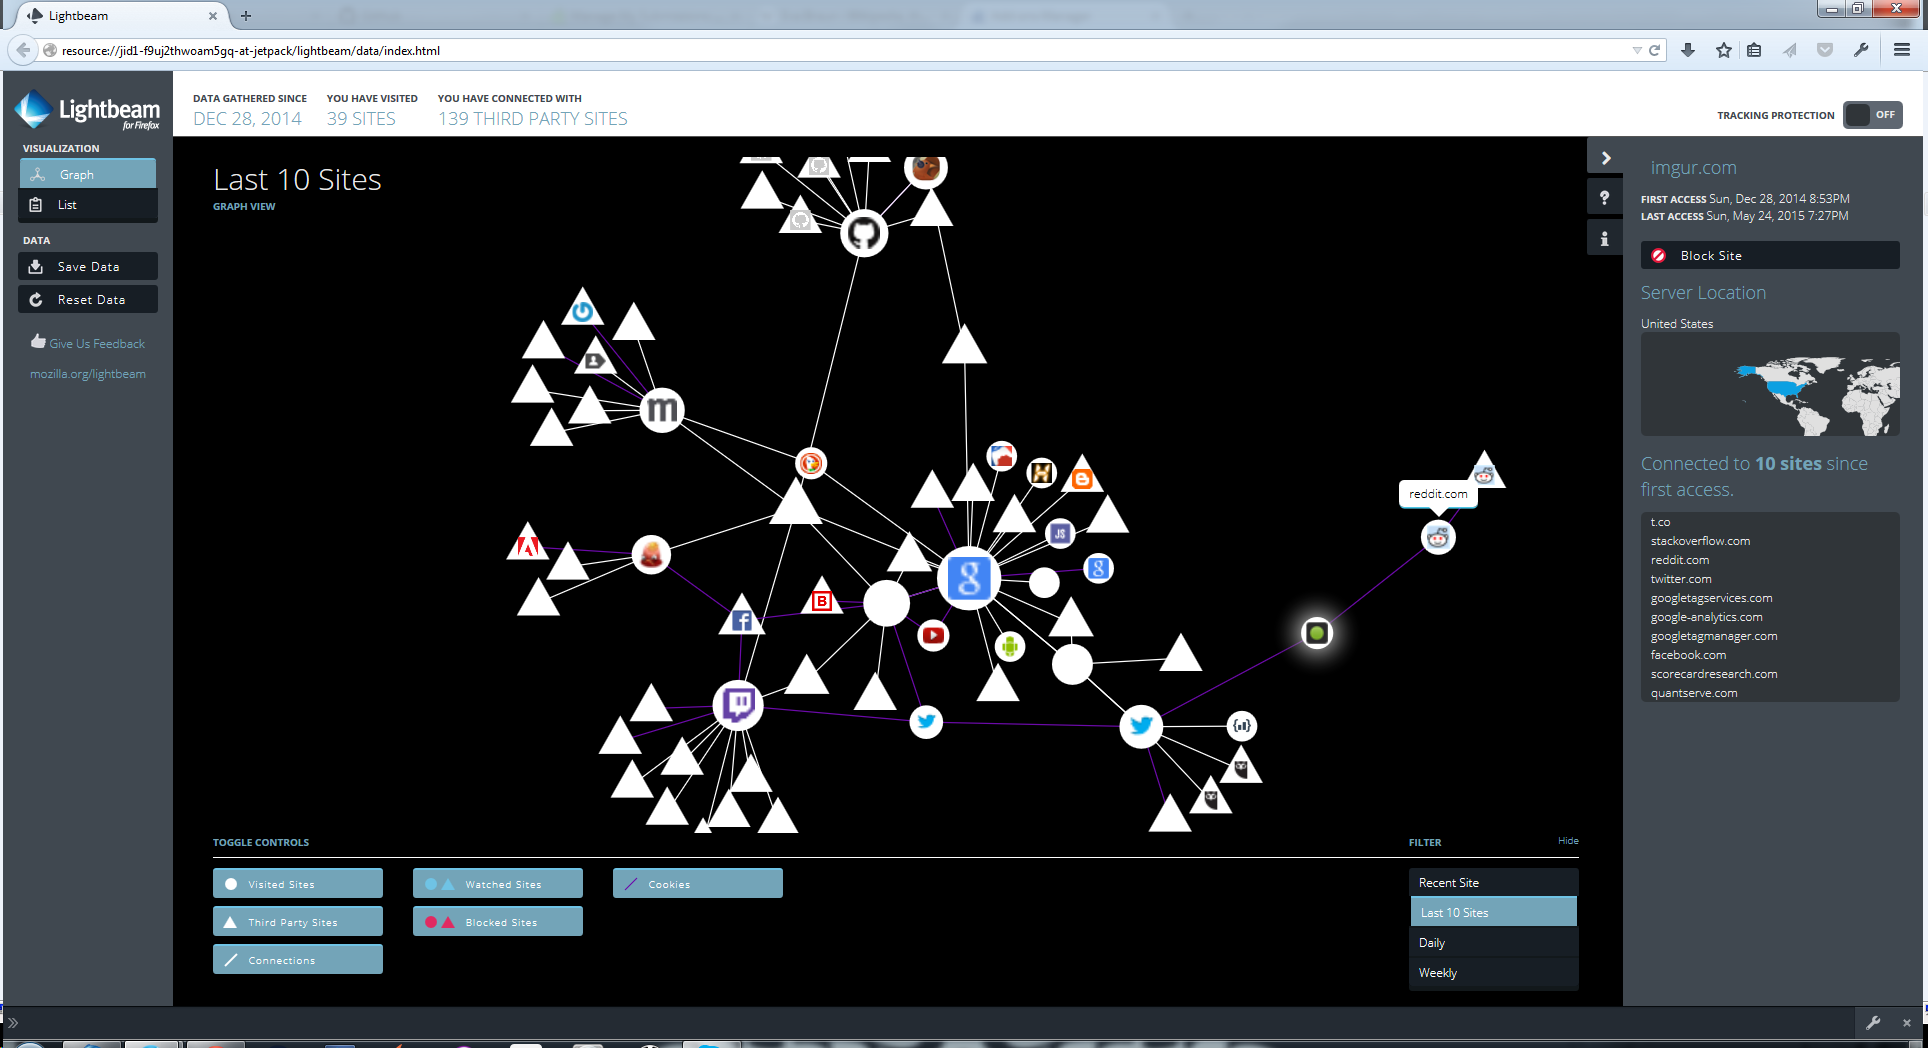 Lightbeam
resource://jid1-f9uj2thwoam5gq-at-jetpack/lightbeam/data/index.html
Lightbeam
for Firefox
DATA GATHERED SINCE
DEC 28, 2014
YOU HAVE VISITED
39 SITES
YOU HAVE CONNECTED WITH
139 THIRD PARTY SITES
TRACKING PROTECTION
OFF
VISUALIZATION
Graph
List
DATA
Save Data
Reset Data
Give Us Feedback
mozilla.org/lightbeam
Last 10 Sites
GRAPH VIEW
m
g
JS
g
B
f
reddit.com
TOGGLE CONTROLS
Visited Sites
Third Party Sites
Connections
Watched Sites
Blocked Sites
Cookies
FILTER
Hide
Recent Site
Last 10 Sites
Daily
Weekly
imgur.com
FIRST ACCESS Sun, Dec 28, 2014 8:53PM
LAST ACCESS Sun, May 24, 2015 7:27PM
Block Site
Server Location
United States
Connected to 10 sites since
first access.
t.co
stackoverflow.com
reddit.com
twitter.com
googletagservices.com
google-analytics.com
googletagmanager.com
facebook.com
scorecardresearch.com
quantserve.com